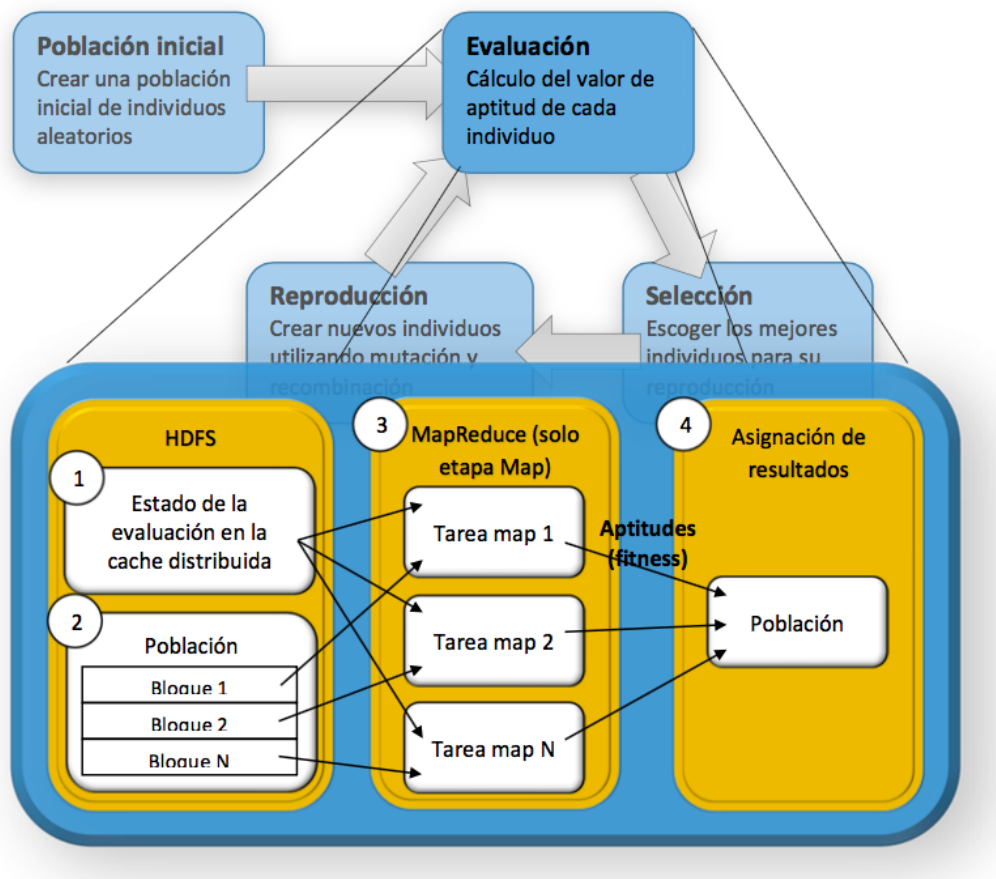 Población inicial
Crear una población
inicial de individuos
aleatorios
Evaluación
Cálculo del valor de
aptitud de cada
individuo
Reproducción
Crear nuevos individuos
utilizando mutación y
recombinación
Selección
Escoger los mejores
individuos para su
reproducción
HDFS
1
Estado de la
evaluación en la
cache distribuida
2
Población
Bloque 1
Bloque 2
Bloque N
3
MapReduce (solo
etapa Map)
Tarea map 1
Tarea map 2
Tarea map N
Aptitudes
(fitness)
4
Asignación de
resultados
Población